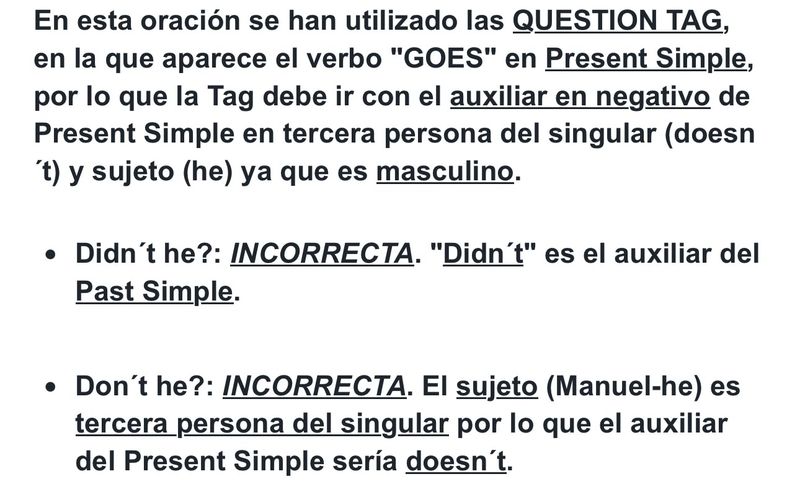 En esta oración se han utilizado las QUESTION TAG,
en la que aparece el verbo "GOES" en Present Simple,
por lo que la Tag debe ir con el auxiliar en negativo de
Present Simple en tercera persona del singular (doesn
´t) y sujeto (he) ya que es masculino.
• Didn´t he?: INCORRECTA. "Didn´t" es el auxiliar del
Past Simple.
• Don´t he?: INCORRECTA. El sujeto (Manuel-he) es
tercera persona del singular por lo que el auxiliar
del Present Simple sería doesn´t.